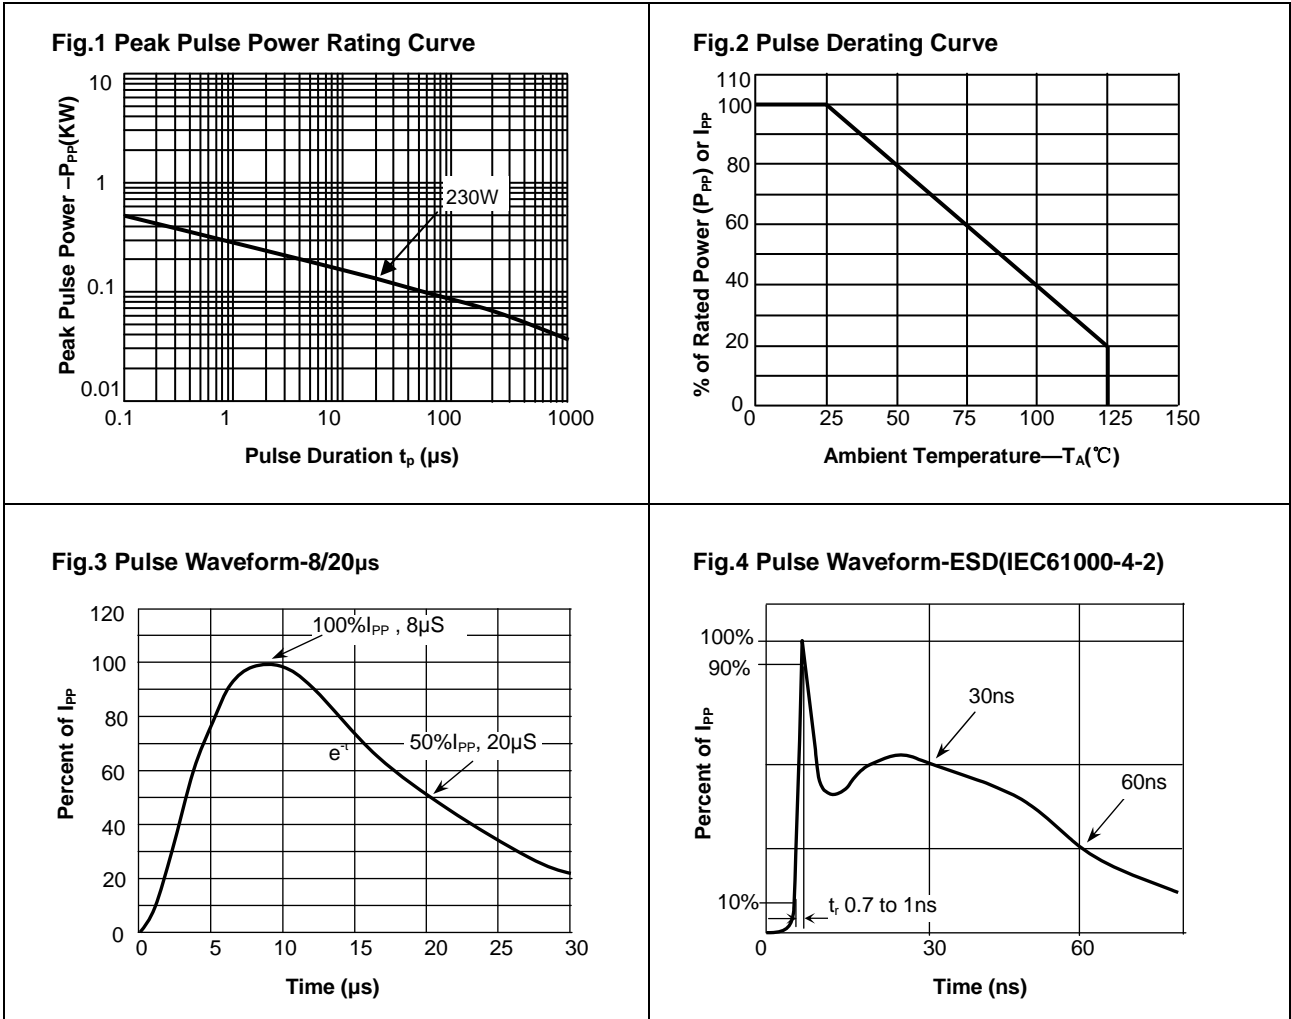 Fig.1 Peak Pulse Power Rating Curve
Peak Pulse Power –PPP(KW)
10
1
0.1
0.01
230W
0.1 1 10 100 1000
Pulse Duration tp (µs)
Fig.2 Pulse Derating Curve
% of Rated Power (PPP) or IPP
110
100
80
60
40
20
0
0 25 50 75 100 125 150
Ambient Temperature—TA(℃)
Fig.3 Pulse Waveform-8/20µs
Percent of IPP
120
100
80
60
40
20
0
100%IPP , 8µS
e-t
50%IPP, 20µS
0 5 10 15 20 25 30
Time (µs)
Fig.4 Pulse Waveform-ESD(IEC61000-4-2)
Percent of IPP
100%
90%
10%
30ns
60ns
tr 0.7 to 1ns
0 30 60
Time (ns)